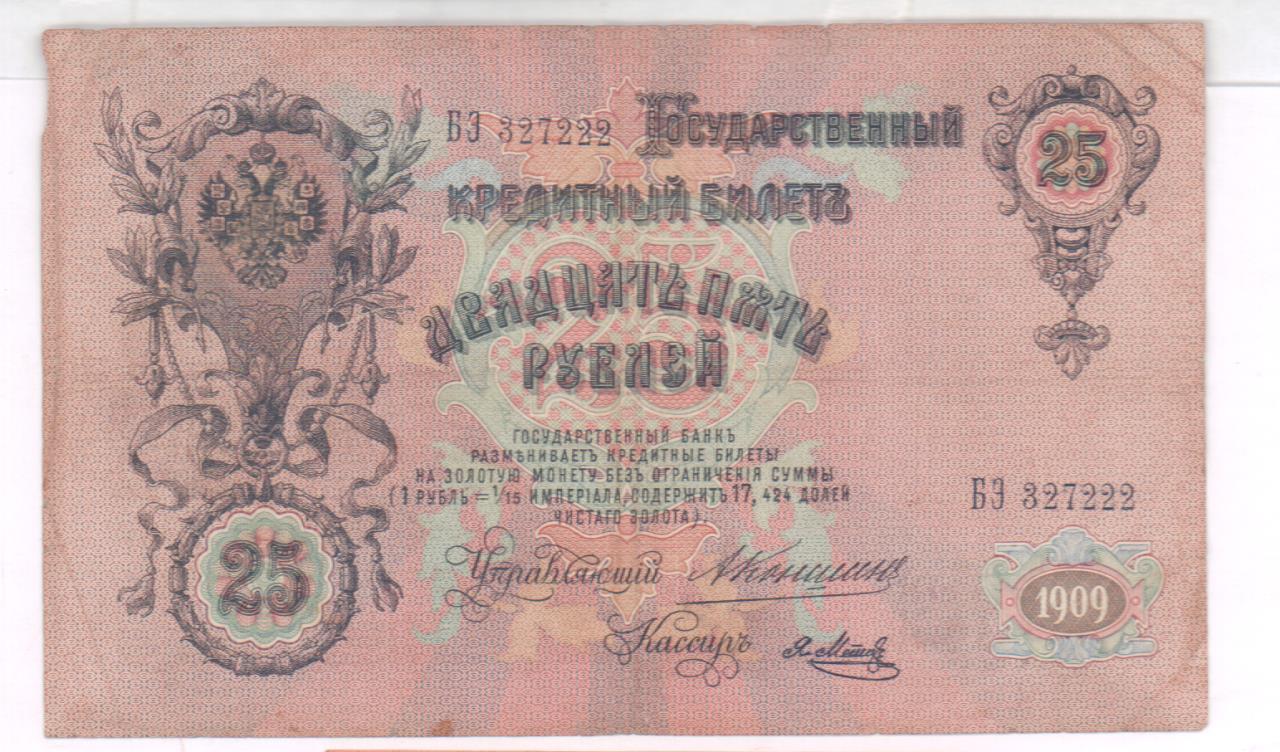 БЭ 327222 Государственный
Кредитный Билетъ
25
Двадцать пять
рублей
Государственный Банкъ
размѣниваетъ кредитные билеты
на золотую монету безъ ограниченія суммы
(1 рубль = 1/15 имперіала, содержитъ 17,424 долей
чистаго золота).
БЭ 327222
25
Управляющій А Коншинъ
1909
Кассиръ